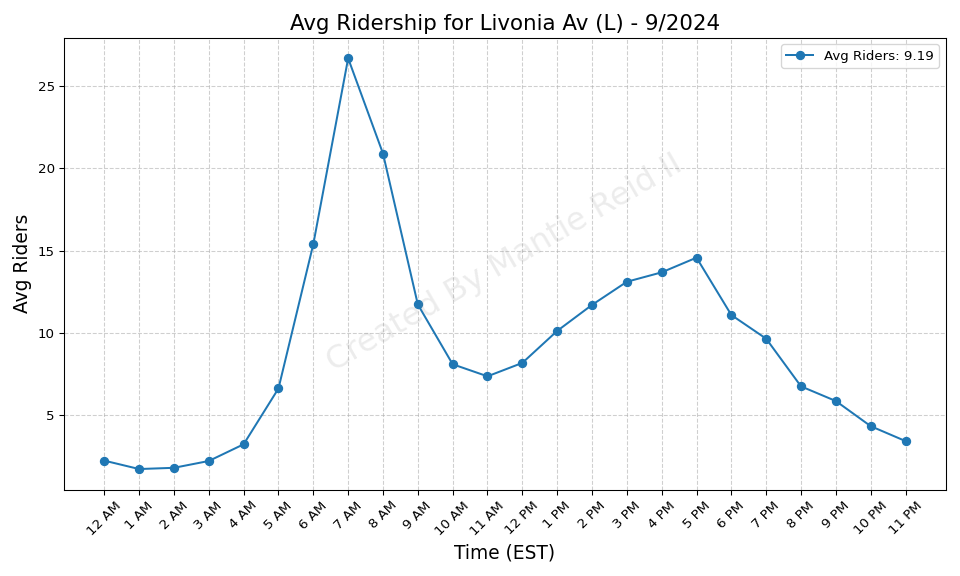 Avg Ridership for Livonia Av (L) - 9/2024
Avg Riders: 9.19
25
20
15
10
5
Avg Riders
Created By Mantle Reid II
12 AM
1 AM
2 AM
3 AM
4 AM
5 AM
6 AM
7 AM
8 AM
9 AM
10 AM
11 AM
12 PM
1 PM
2 PM
3 PM
4 PM
5 PM
6 PM
7 PM
8 PM
9 PM
10 PM
11 PM
Time (EST)